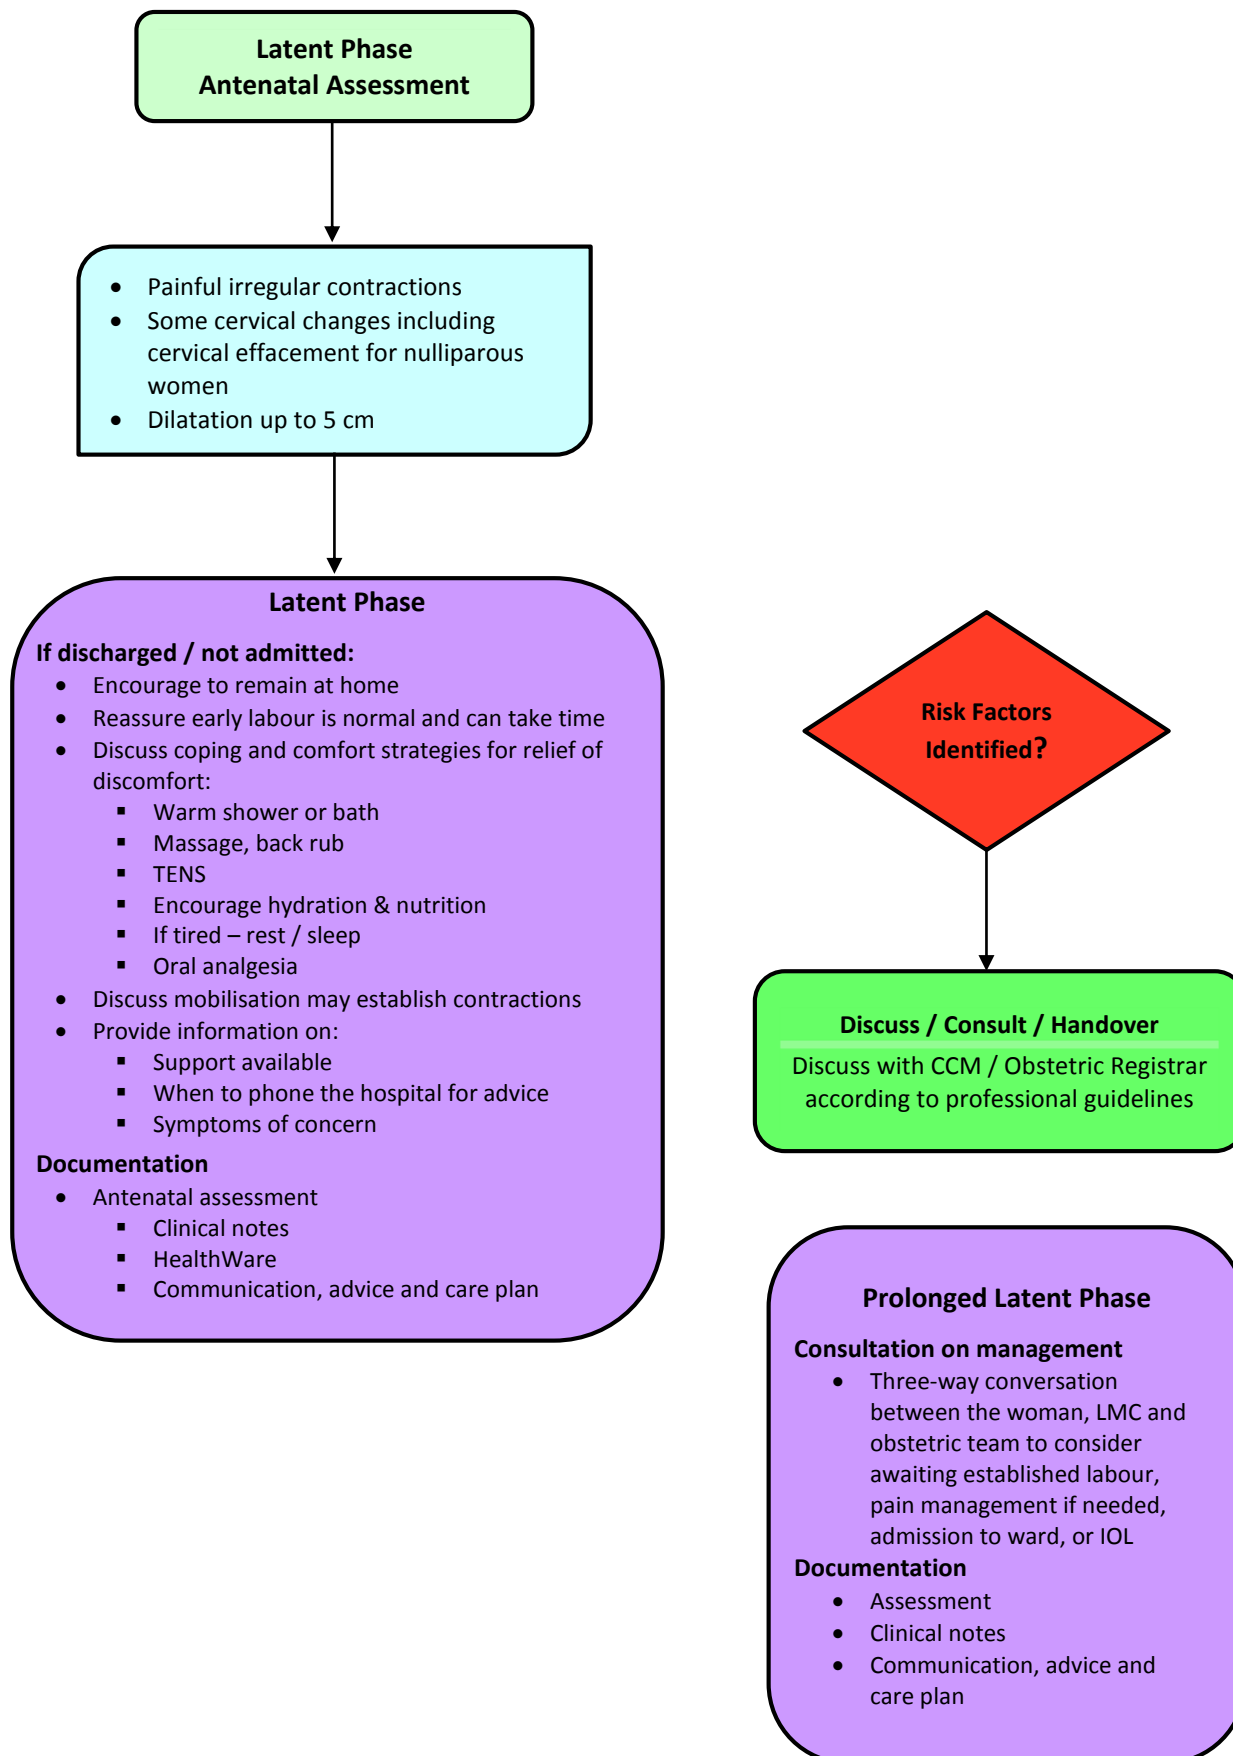 Latent Phase
Antenatal Assessment
• Painful irregular contractions
• Some cervical changes including
cervical effacement for nulliparous
women
• Dilatation up to 5 cm
Latent Phase
If discharged / not admitted:
• Encourage to remain at home
• Reassure early labour is normal and can take time
• Discuss coping and comfort strategies for relief of
discomfort:
▪ Warm shower or bath
▪ Massage, back rub
▪ TENS
▪ Encourage hydration & nutrition
▪ If tired – rest / sleep
▪ Oral analgesia
• Discuss mobilisation may establish contractions
• Provide information on:
▪ Support available
▪ When to phone the hospital for advice
▪ Symptoms of concern
Documentation
• Antenatal assessment
▪ Clinical notes
▪ HealthWare
▪ Communication, advice and care plan
Risk Factors
Identified?
Discuss / Consult / Handover
Discuss with CCM / Obstetric Registrar
according to professional guidelines
Prolonged Latent Phase
Consultation on management
• Three-way conversation
between the woman, LMC and
obstetric team to consider
awaiting established labour,
pain management if needed,
admission to ward, or IOL
Documentation
• Assessment
• Clinical notes
• Communication, advice and
care plan